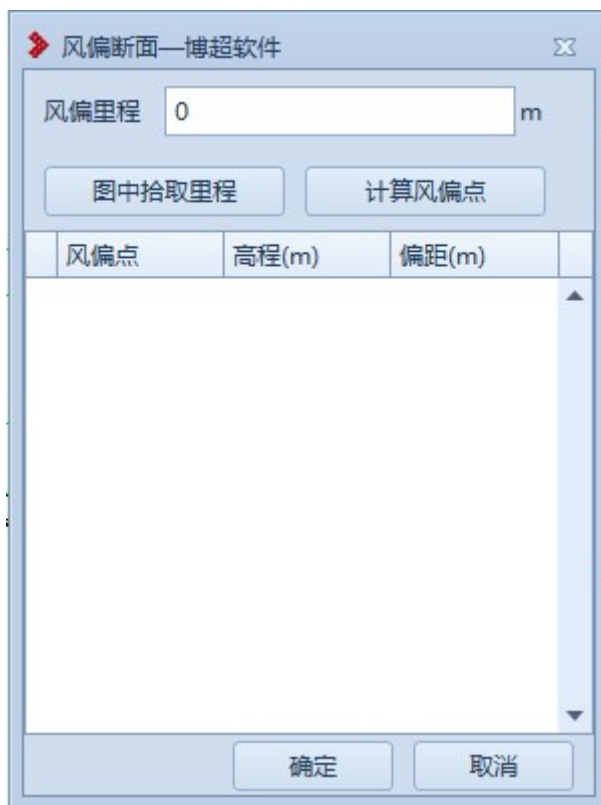 风偏断面—博超软件
风偏里程 0 m
图中拾取里程 计算风偏点
风偏点 高程(m) 偏距(m)
确定 取消